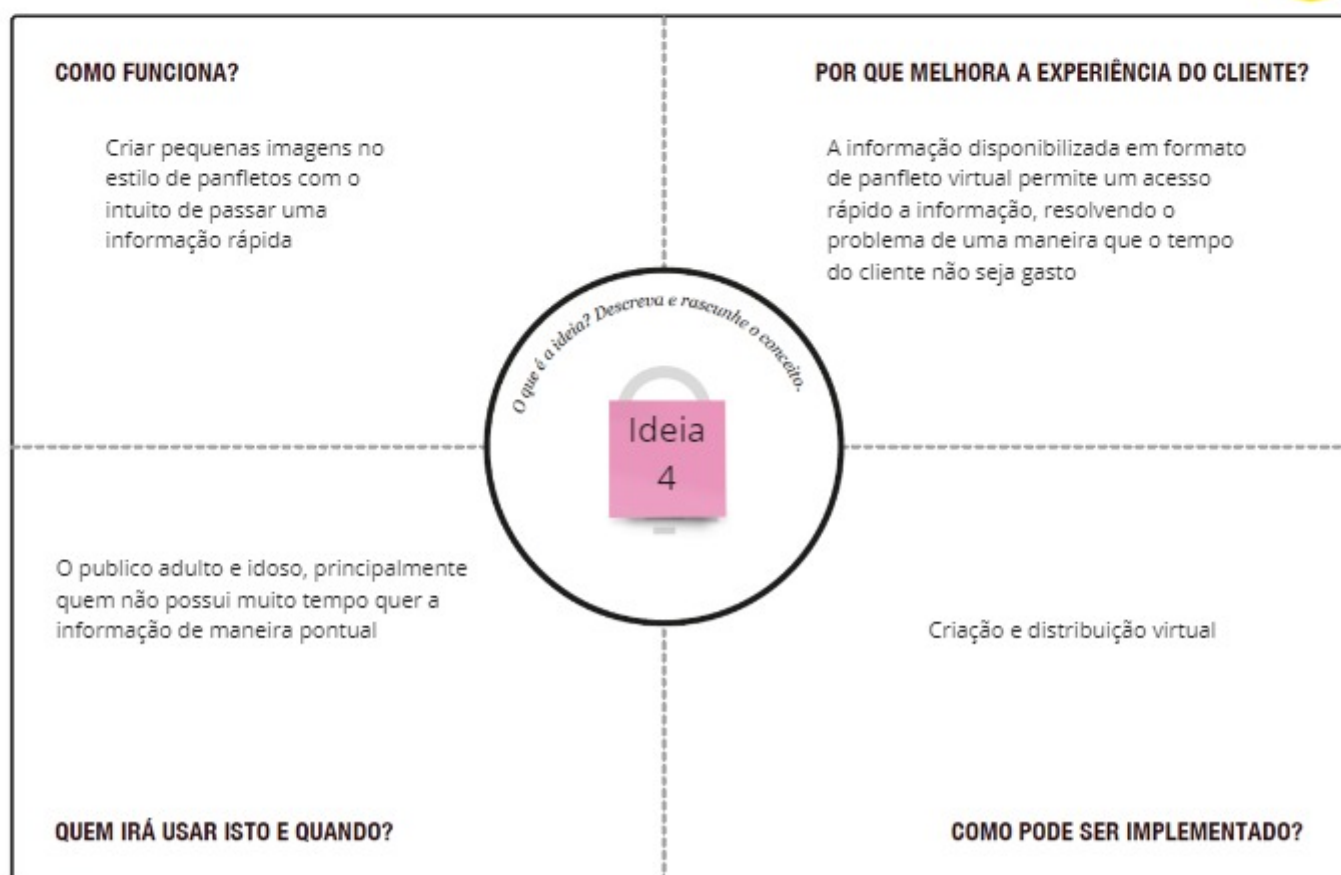 COMO FUNCIONA?
Criar pequenas imagens no
estilo de panfletos com o
intuito de passar uma
informação rápida
POR QUE MELHORA A EXPERIÊNCIA DO CLIENTE?
A informação disponibilizada em formato
de panfleto virtual permite um acesso
rápido a informação, resolvendo o
problema de uma maneira que o tempo
do cliente não seja gasto
O que é a ideia? Descreva e rascunhe o conceito.
Ideia
4
O publico adulto e idoso, principalmente
quem não possui muito tempo quer a
informação de maneira pontual
QUEM IRÁ USAR ISTO E QUANDO?
Criação e distribuição virtual
COMO PODE SER IMPLEMENTADO?